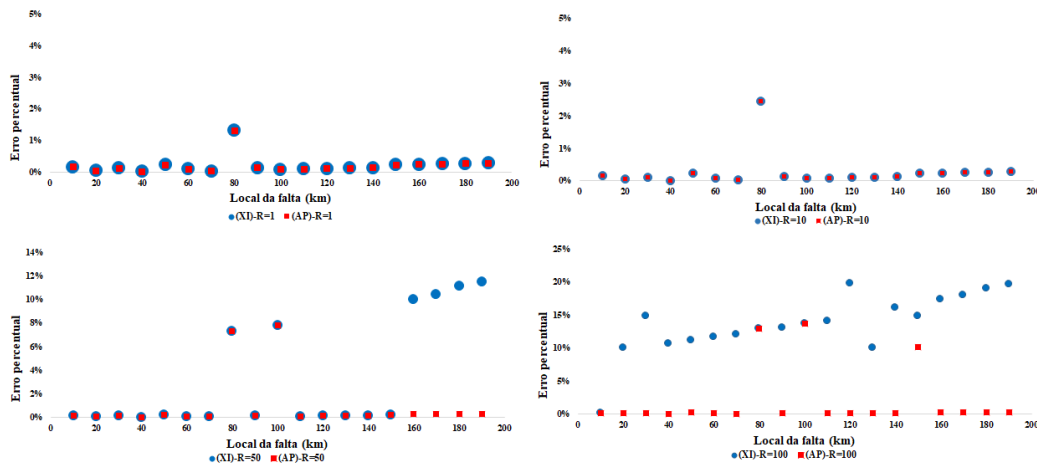 5%
4%
3%
2%
1%
0%
Erro percentual
0 20 40 60 80 100 120 140 160 180 200
Local da falta (km)
(XI)-R=1 (AP)-R=1
5%
4%
3%
2%
1%
0%
Erro percentual
0 20 40 60 80 100 120 140 160 180 200
Local da falta (km)
(XI)-R=10 (AP)-R=10
14%
12%
10%
8%
6%
4%
2%
0%
Erro percentual
0 20 40 60 80 100 120 140 160 180 200
Local da falta (km)
(XI)-R=50 (AP)-R=50
25%
20%
15%
10%
5%
0%
Erro percentual
0 20 40 60 80 100 120 140 160 180 200
Local da falta (km)
(XI)-R=100 (AP)-R=100